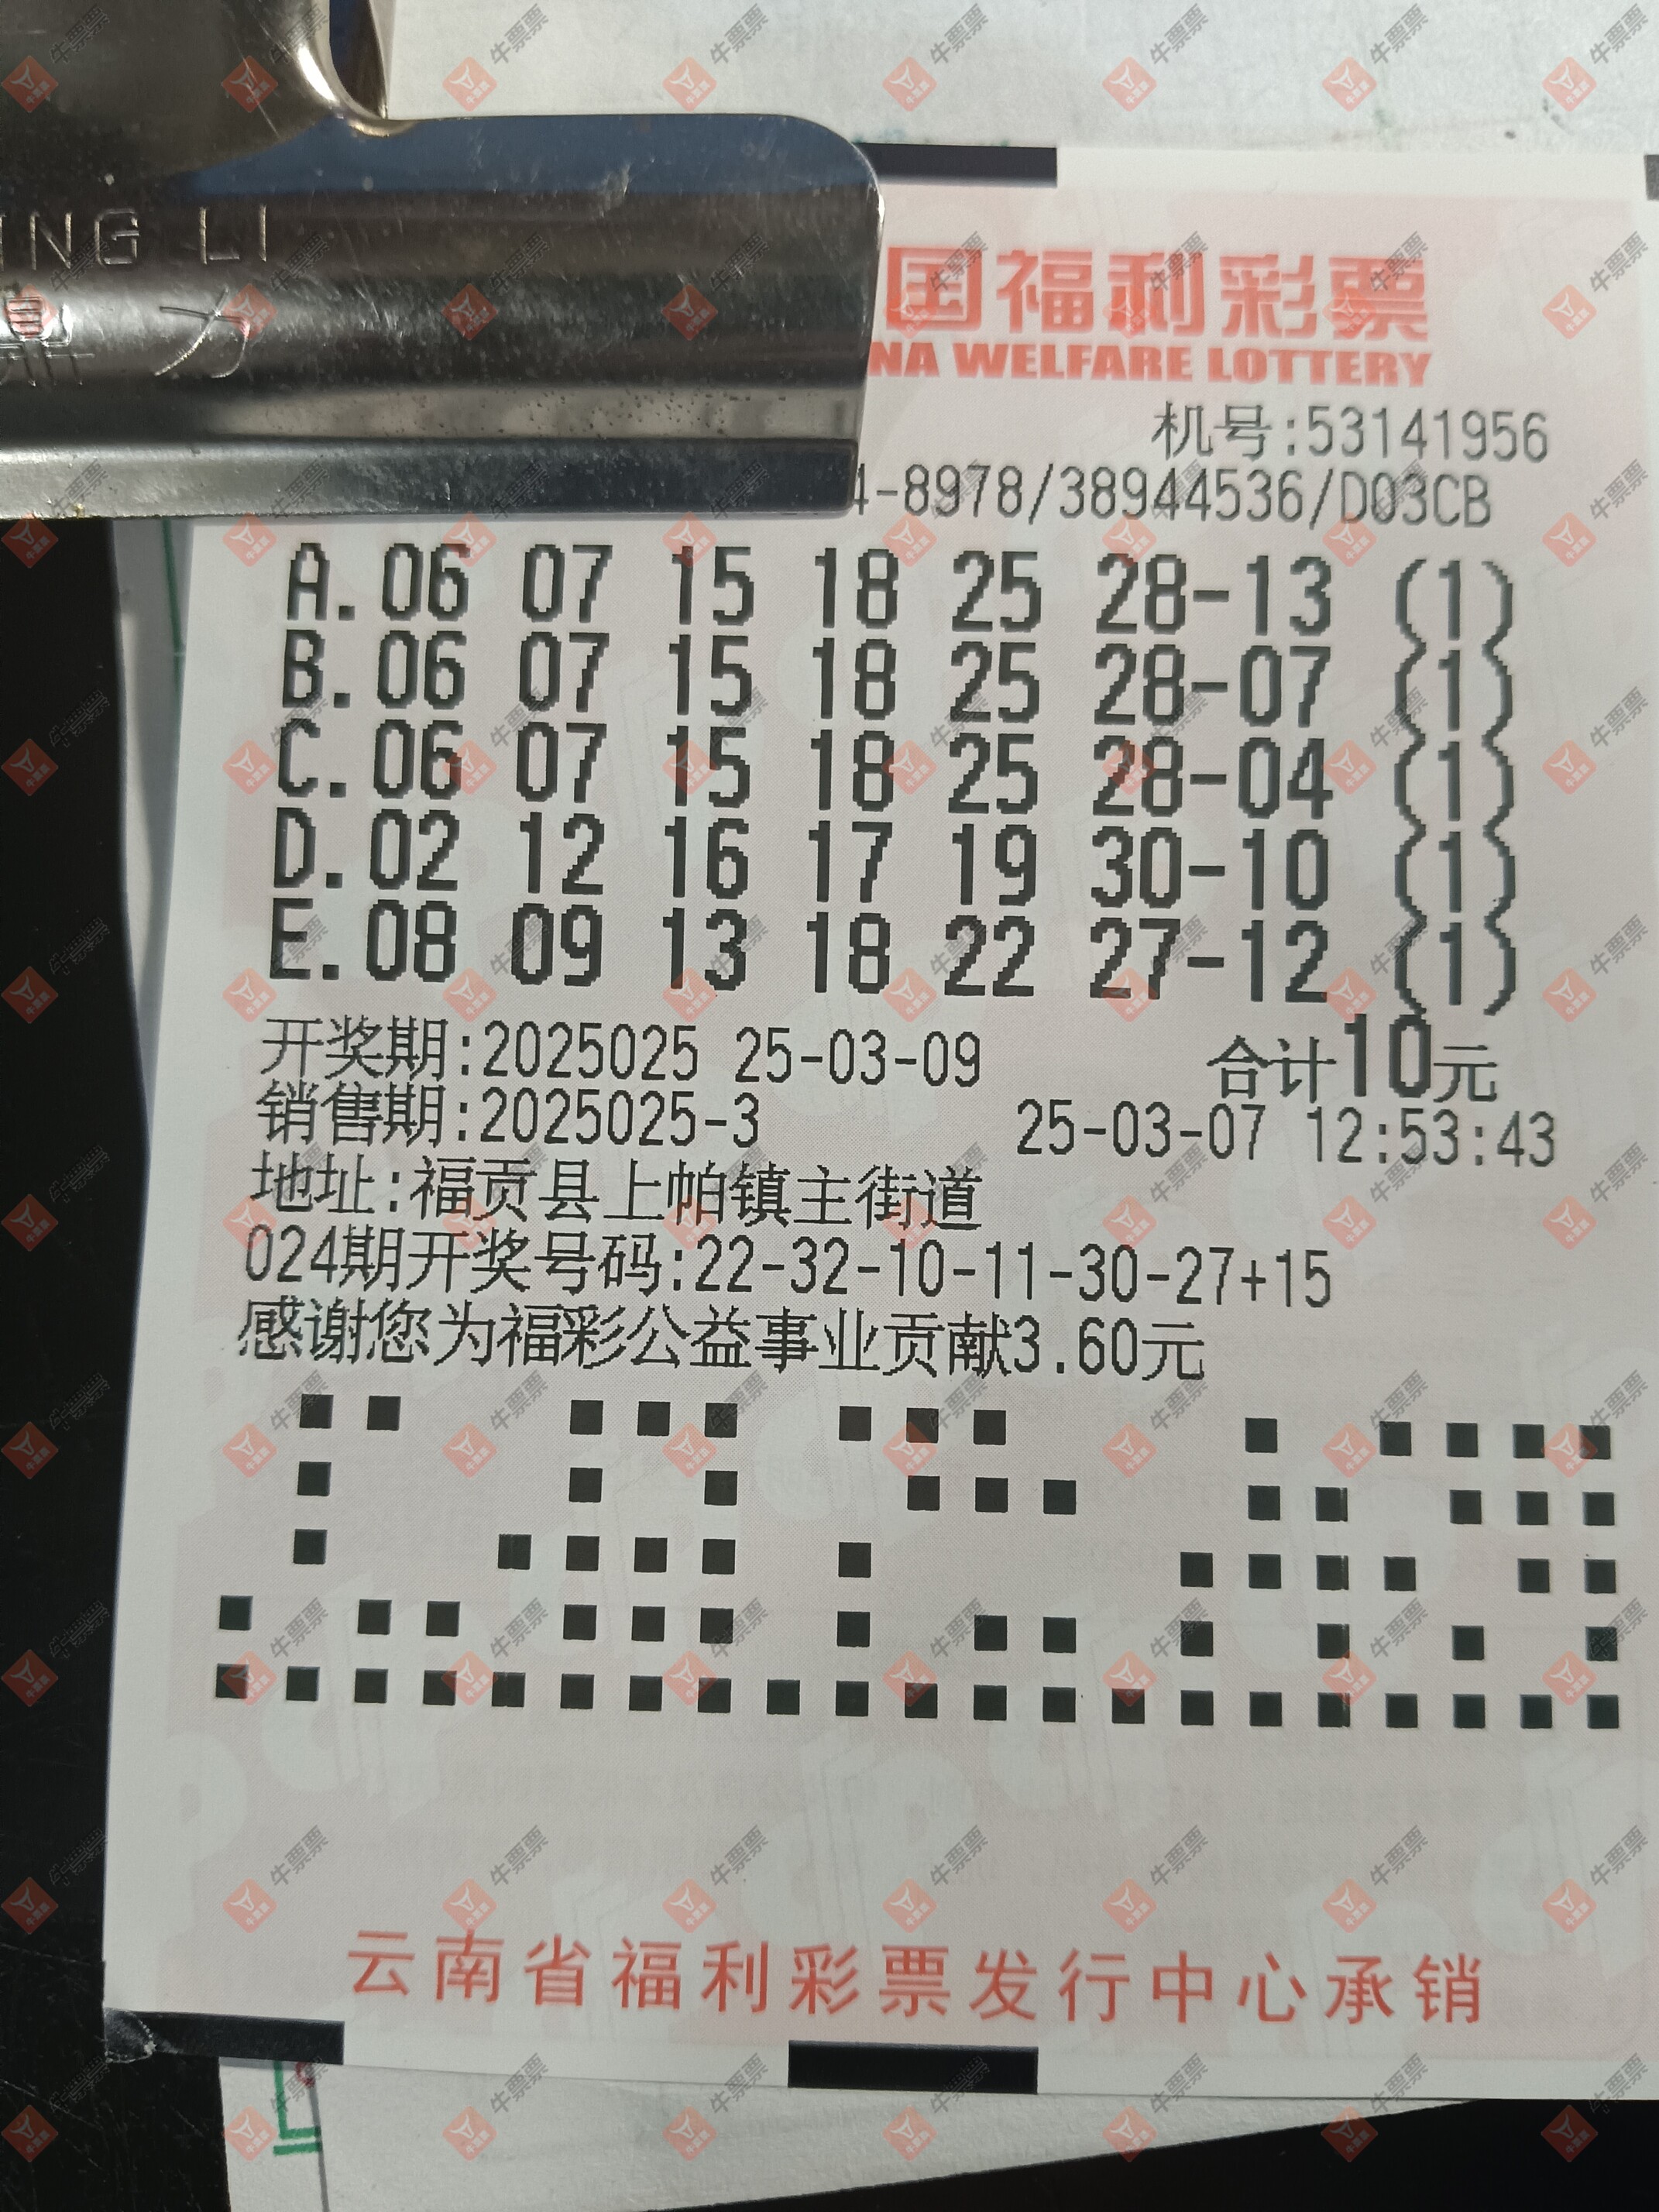 ING LI
鼎力
国福利彩票
NA WELFARE LOTTERY
机号:53141956
4-8978/38944536/D03CB
A.06 07 15 18 25 28-13 (1)
B.06 07 15 18 25 28-07 (1)
C.06 07 15 18 25 28-04 (1)
D.02 12 16 17 19 30-10 (1)
E.08 09 13 18 22 27-12 (1)
开奖期:2025025 25-03-09 合计10元
销售期:2025025-3 25-03-07 12:53:43
地址:福贡县上帕镇主街道
024期开奖号码:22-32-10-11-30-27+15
感谢您为福彩公益事业贡献3.60元
云南省福利彩票发行中心承销
牛票票